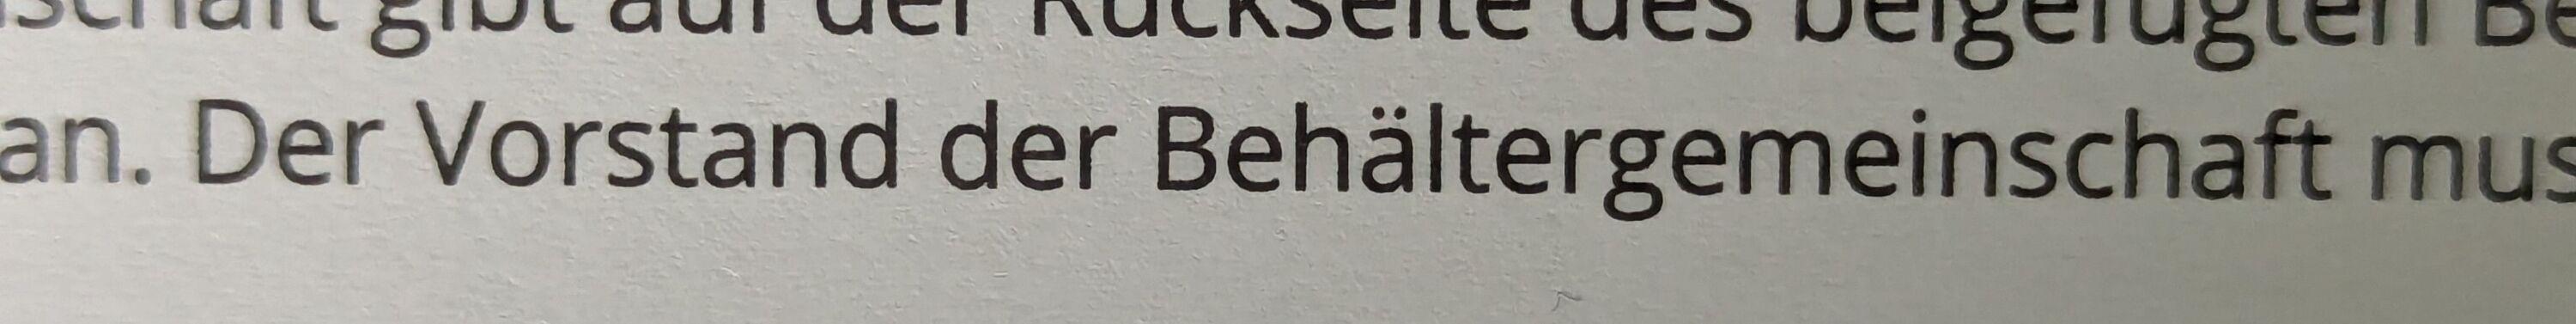 schaft gibt auf der Rückseite des beigefügten Be
an. Der Vorstand der Behältergemeinschaft mus